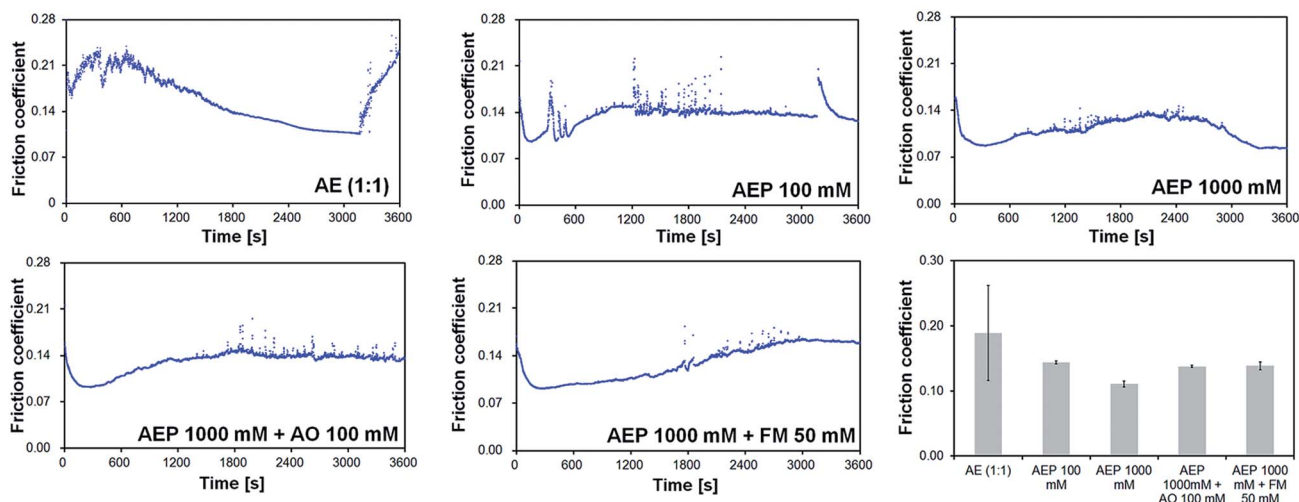 0.28
0.21
0.14
0.07
0
Friction coefficient
AE (1:1)
0 600 1200 1800 2400 3000 3600
Time [s]
0.28
0.21
0.14
0.07
0.00
Friction coefficient
AEP 100 mM
0 600 1200 1800 2400 3000 3600
Time [s]
0.28
0.21
0.14
0.07
0.00
Friction coefficient
AEP 1000 mM
0 600 1200 1800 2400 3000 3600
Time [s]
0.28
0.21
0.14
0.07
0.00
Friction coefficient
AEP 1000 mM + AO 100 mM
0 600 1200 1800 2400 3000 3600
Time [s]
0.28
0.21
0.14
0.07
0.00
Friction coefficient
AEP 1000 mM + FM 50 mM
0 600 1200 1800 2400 3000 3600
Time [s]
0.30
0.20
0.10
0.00
Friction coefficient
AE (1:1)
AEP 100
mM
AEP 1000
mM
AEP
1000mM +
AO 100 mM
AEP 1000
mM + FM
50 mM